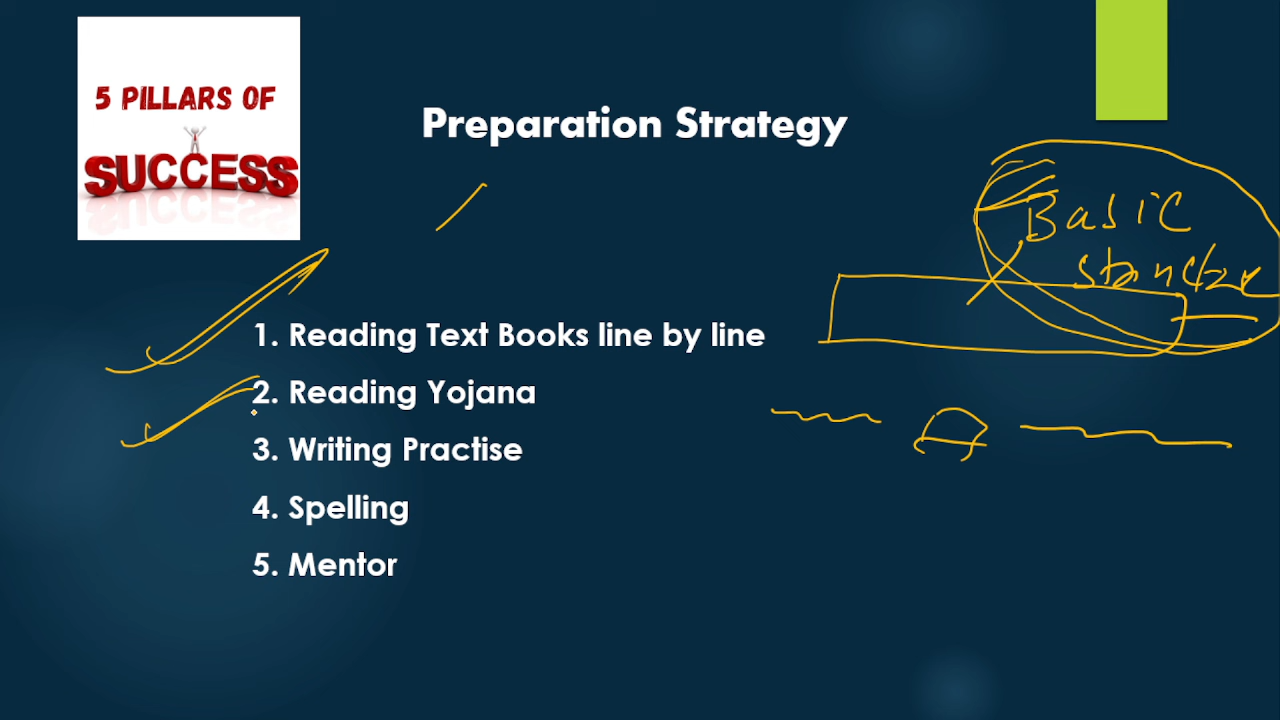 5 PILLARS OF
SUCCESS
Preparation Strategy
Basic
1. Reading Text Books line by line
2. Reading Yojana
3. Writing Practise
4. Spelling
5. Mentor